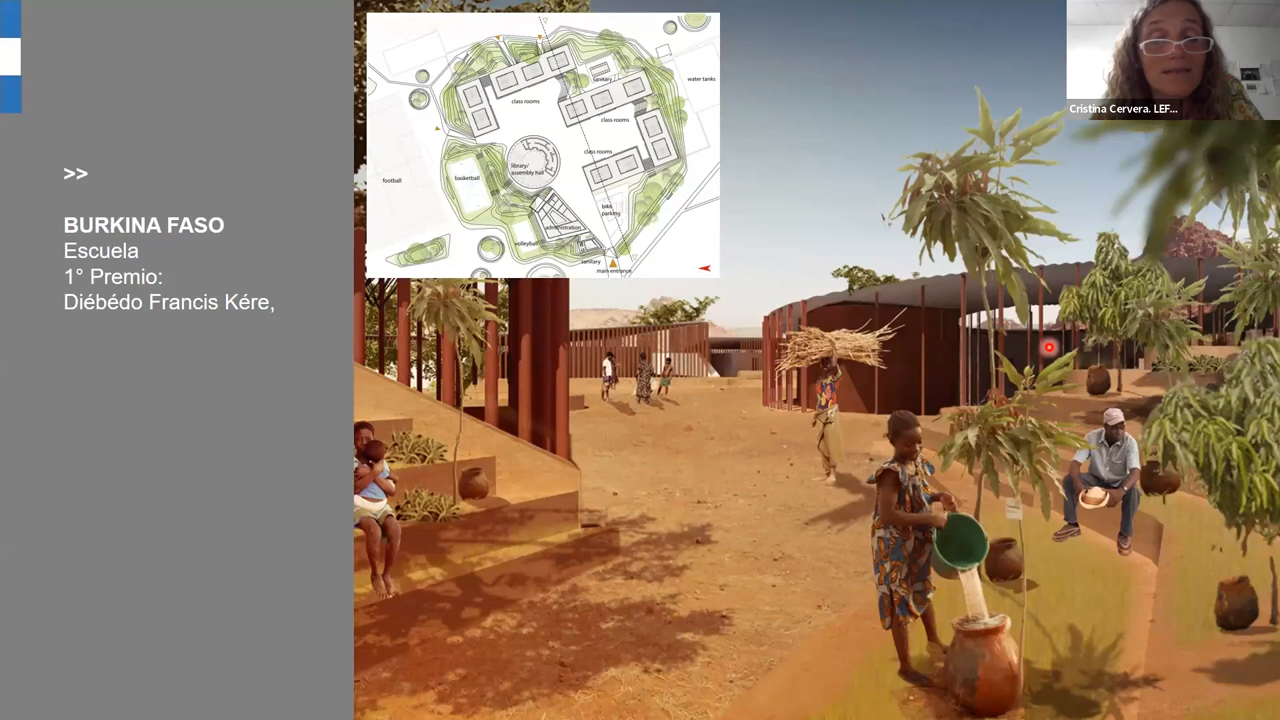 >>
BURKINA FASO
Escuela
1° Premio:
Diébédo Francis Kére,
class rooms
sanitary
water tanks
class rooms
class rooms
football
basketball
library/
assembly hall
bike
parking
administration
volleyball
sanitary
main entrance
Cristina Cervera. LEF...